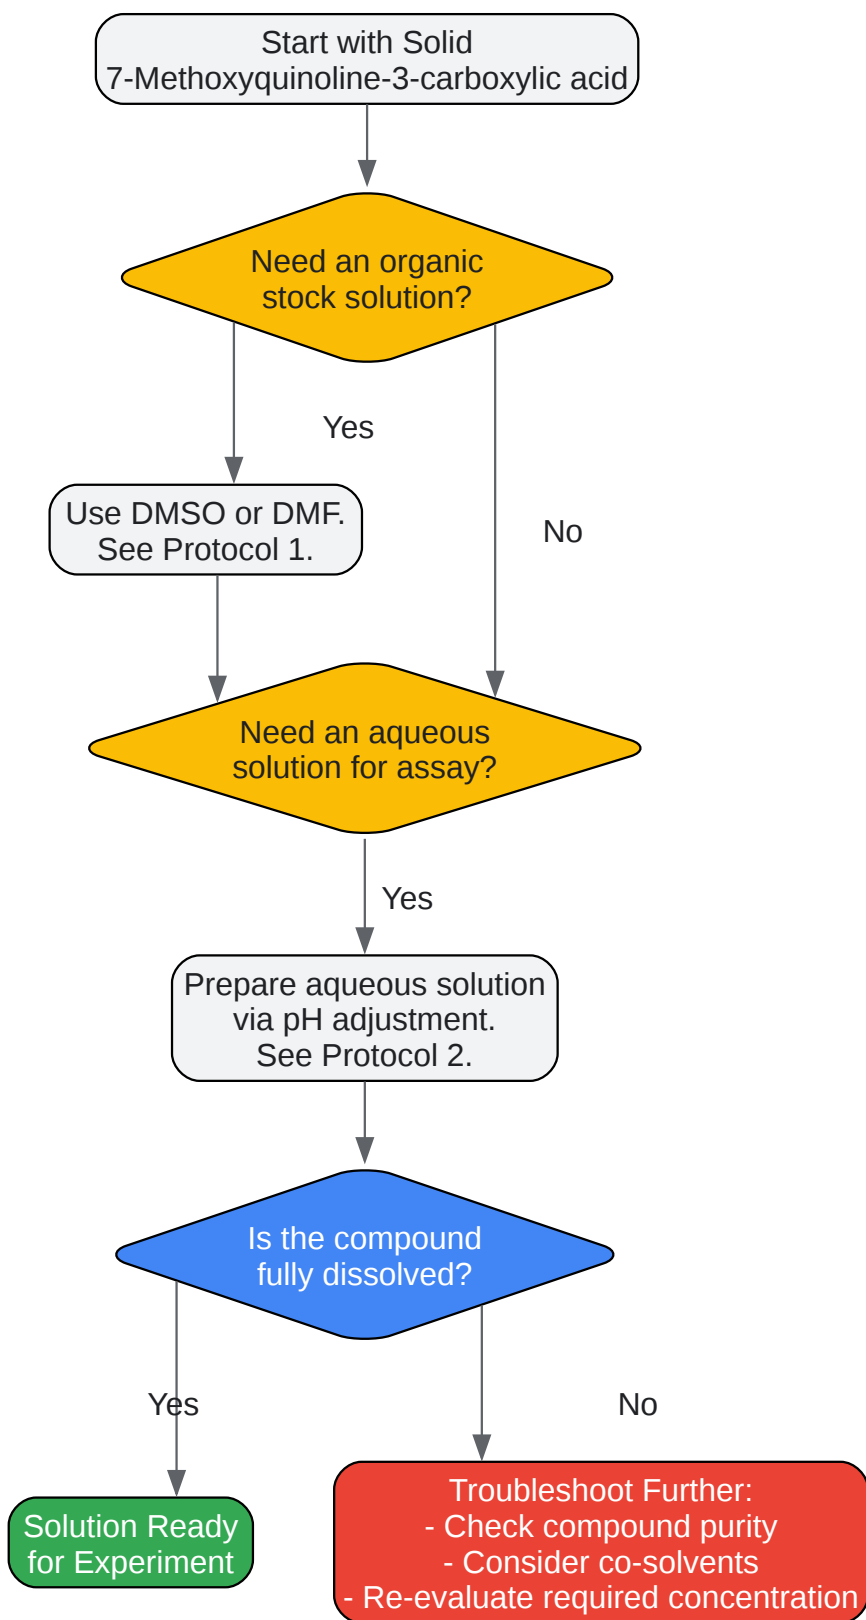 Start with Solid
7-Methoxyquinoline-3-carboxylic acid
Need an organic
stock solution?
Yes
Use DMSO or DMF.
See Protocol 1.
No
Need an aqueous
solution for assay?
Yes
Prepare aqueous solution
via pH adjustment.
See Protocol 2.
Is the compound
fully dissolved?
Yes
No
Solution Ready
for Experiment
Troubleshoot Further:
- Check compound purity
- Consider co-solvents
- Re-evaluate required concentration